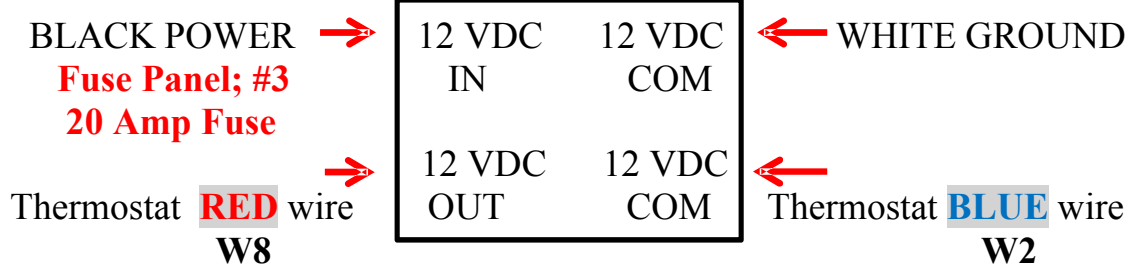 BLACK POWER 12 VDC 12 VDC WHITE GROUND
Fuse Panel; #3 IN COM
20 Amp Fuse
12 VDC 12 VDC
Thermostat RED wire OUT COM Thermostat BLUE wire
W8 W2